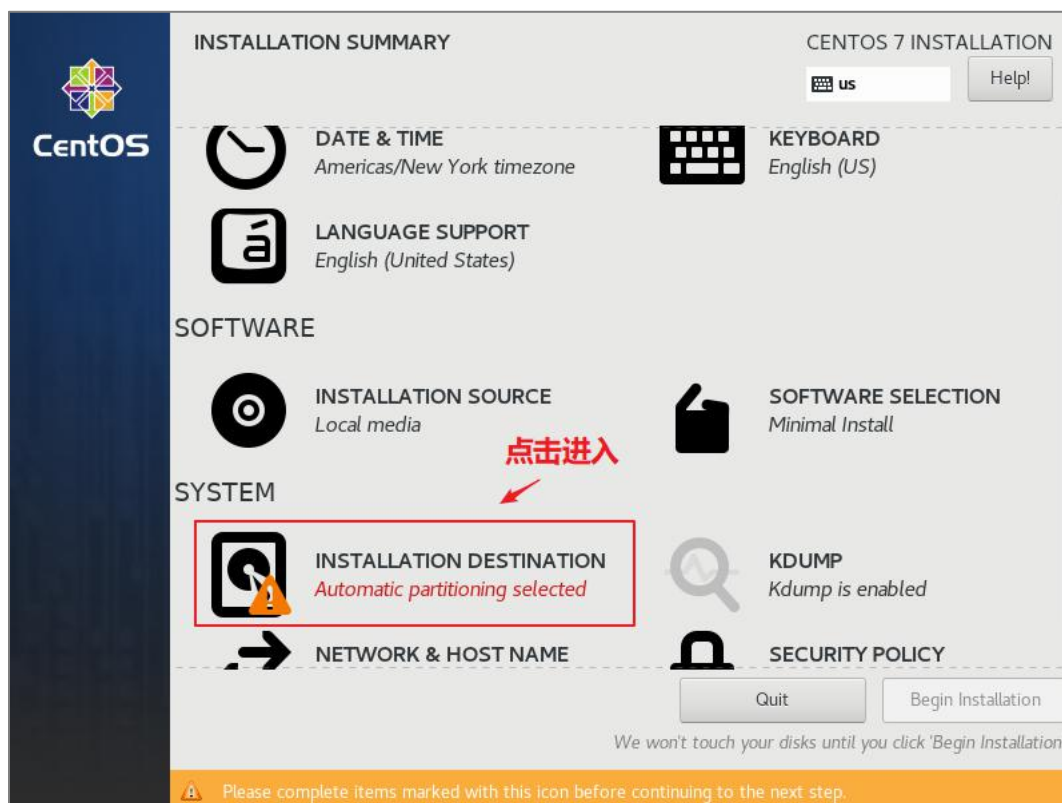 INSTALLATION SUMMARY
CENTOS 7 INSTALLATION
us
Help!
CentOS
DATE & TIME
Americas/New York timezone
KEYBOARD
English (US)
LANGUAGE SUPPORT
English (United States)
SOFTWARE
INSTALLATION SOURCE
Local media
SOFTWARE SELECTION
Minimal Install
点击进入
SYSTEM
INSTALLATION DESTINATION
Automatic partitioning selected
KDUMP
Kdump is enabled
NETWORK & HOST NAME
SECURITY POLICY
Quit
Begin Installation
We won't touch your disks until you click 'Begin Installation
Please complete items marked with this icon before continuing to the next step.